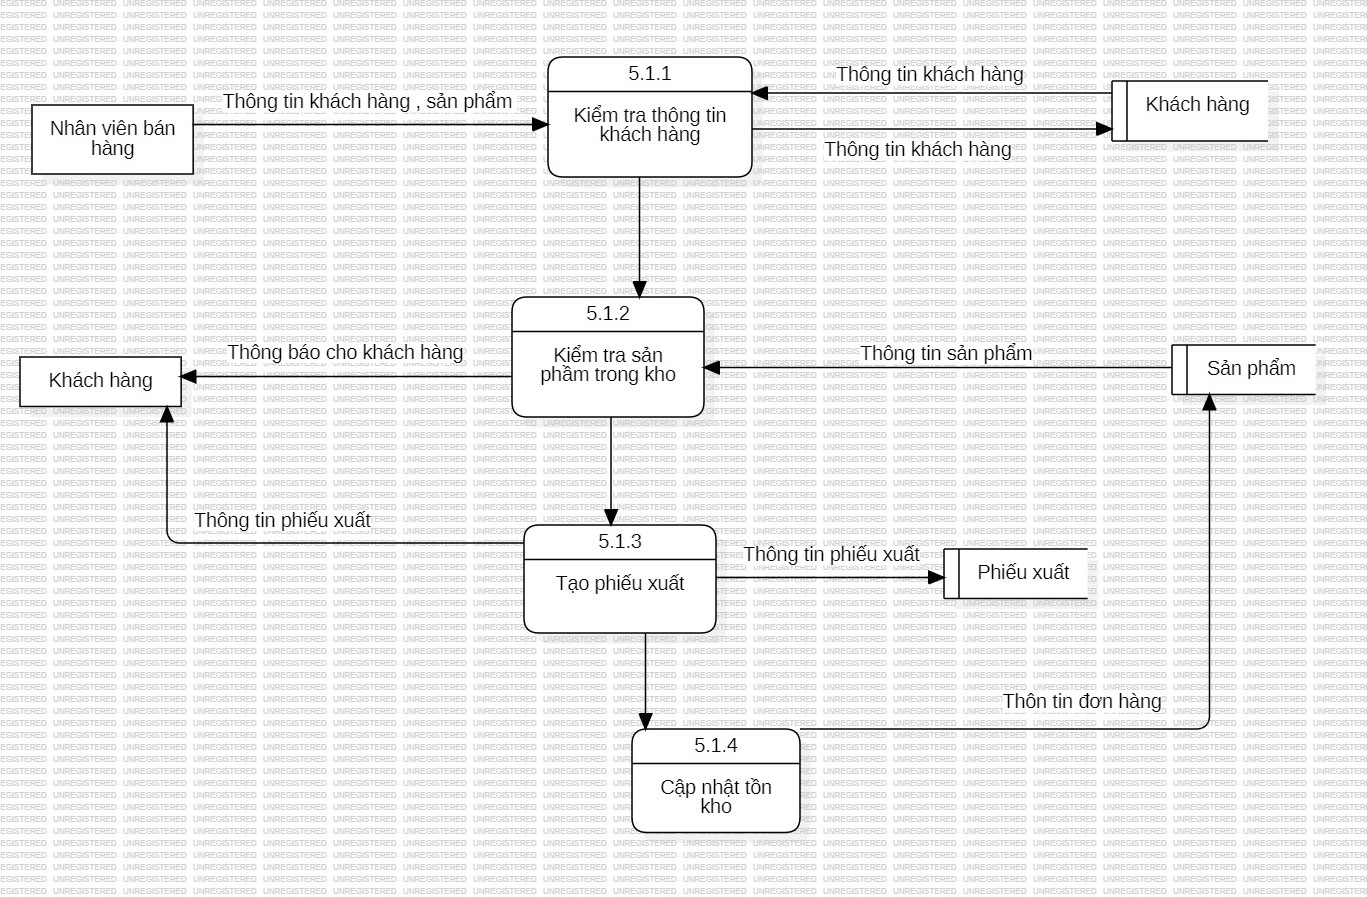 5.1.1
Thông tin khách hàng
Khách hàng
Thông tin khách hàng , sản phẩm
Nhân viên bán
hàng
Kiểm tra thông tin
khách hàng
Thông tin khách hàng
5.1.2
Thông báo cho khách hàng
Khách hàng
Kiểm tra sản
phầm trong kho
Thông tin sản phẩm
Sản phẩm
Thông tin phiếu xuất
5.1.3
Tạo phiếu xuất
Thông tin phiếu xuất
Phiếu xuất
Thôn tin đơn hàng
5.1.4
Cập nhật tồn
kho
UNREGISTERED